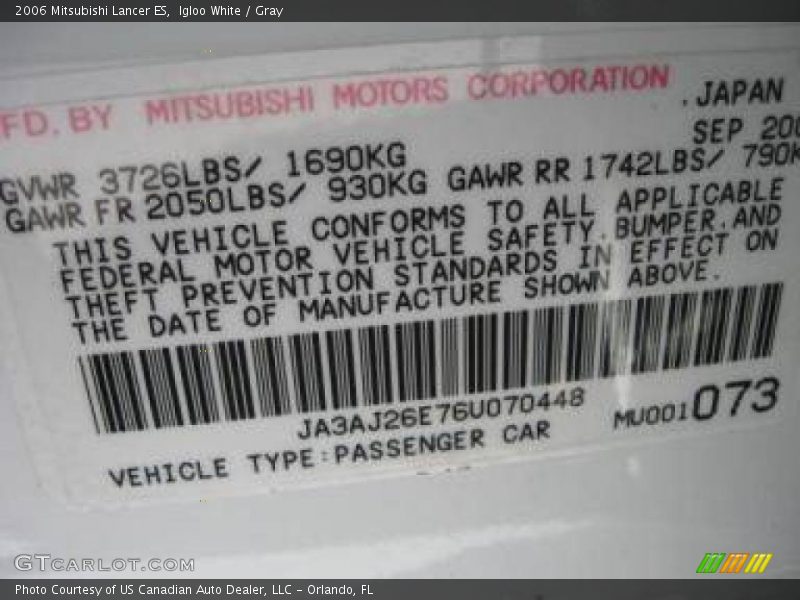 2006 Mitsubishi Lancer ES, Igloo White / Gray
FD. BY MITSUBISHI MOTORS CORPORATION .JAPAN
SEP 200
GVWR 3726LBS/ 1690KG
GAWR FR 2050LBS/ 930KG GAWR RR 1742LBS/ 790K
THIS VEHICLE CONFORMS TO ALL APPLICABLE
FEDERAL MOTOR VEHICLE SAFETY,BUMPER,AND
THEFT PREVENTION STANDARDS IN EFFECT ON
THE DATE OF MANUFACTURE SHOWN ABOVE.
JA3AJ26E76U070448
MU001073
VEHICLE TYPE:PASSENGER CAR
GTCARLOT.COM
Photo Courtesy of US Canadian Auto Dealer, LLC - Orlando, FL